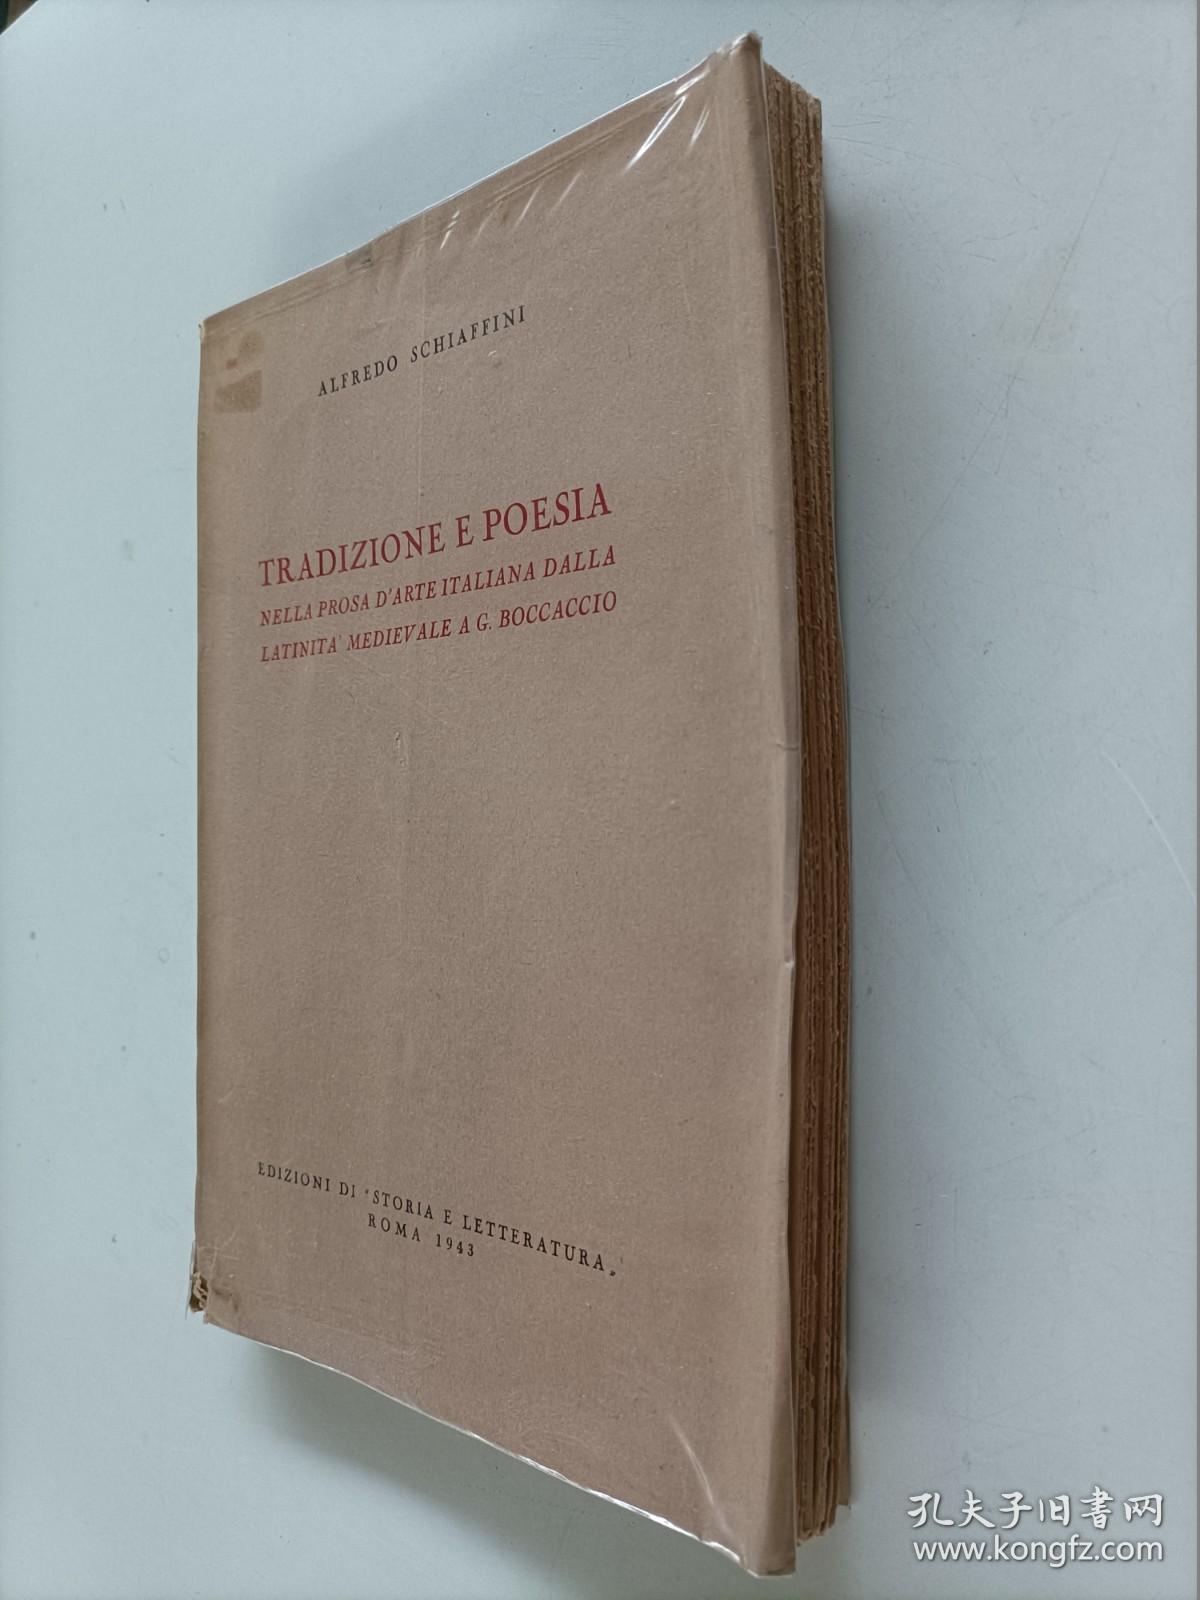 ALFREDO SCHIAFFINI
TRADIZIONE E POESIA
NELLA PROSA D'ARTE ITALIANA DALLA
LATINITA' MEDIEVALE A G. BOCCACCIO
EDIZIONI DI "STORIA E LETTERATURA„
ROMA 1943
孔夫子旧书网
www.kongfz.com